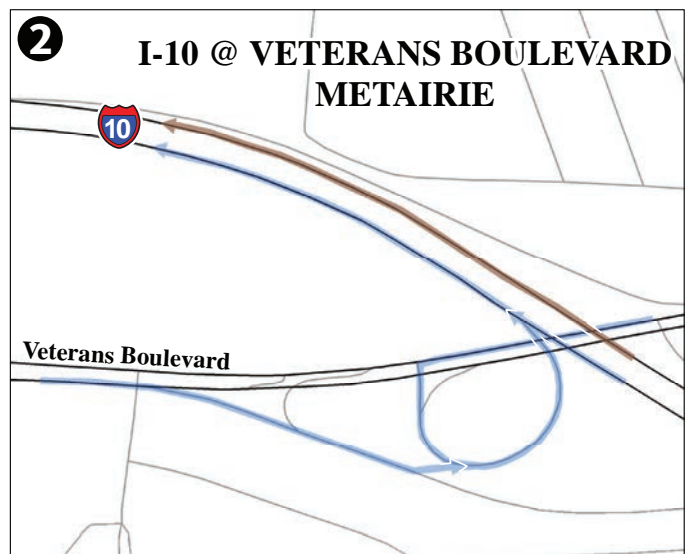 2
I-10 @ VETERANS BOULEVARD
METAIRIE
10
Veterans Boulevard